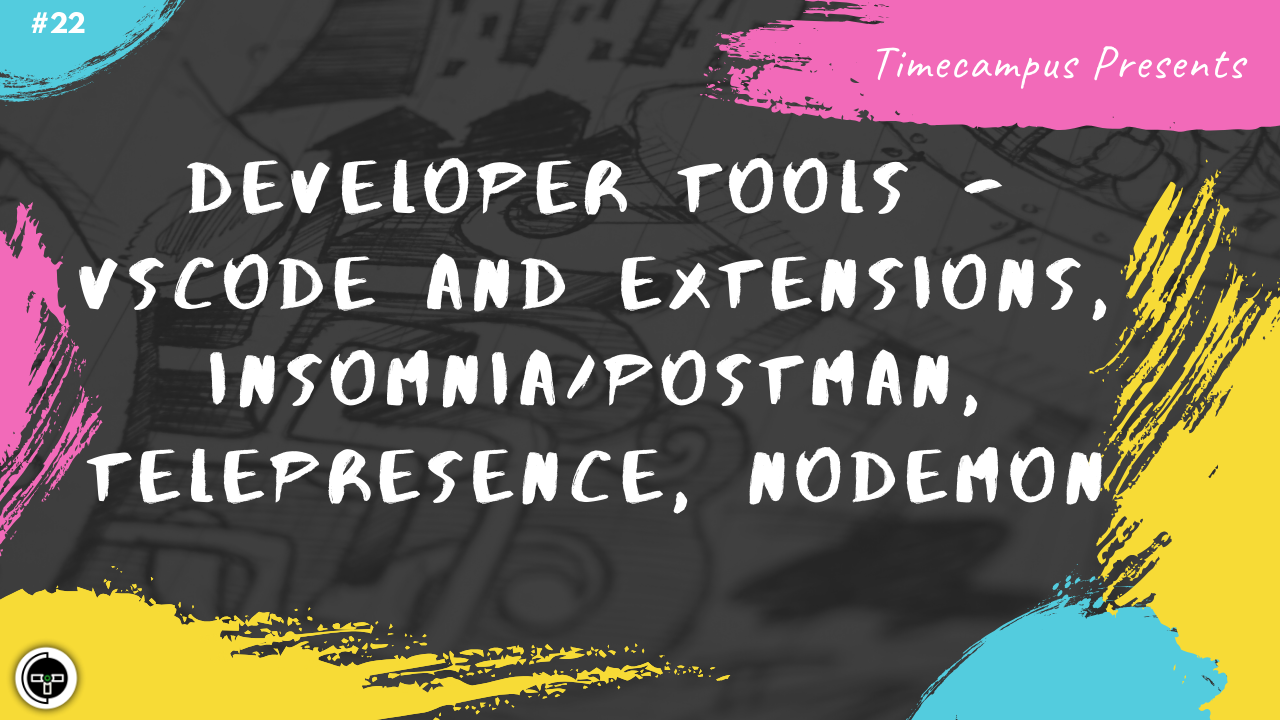 #22
Timecampus Presents
DEVELOPER TOOLS -
VSCODE AND EXTENSIONS,
INSOMNIA/POSTMAN,
TELEPRESENCE, NODEMON